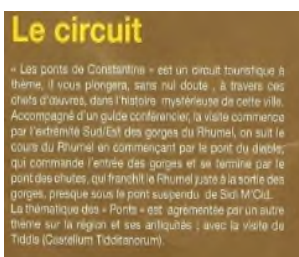 Le circuit
« Les ponts de Constantine » est un circuit touristique à
thème, il vous plongera, sans nul doute , à travers ces
chefs d'œuvres, dans l'histoire mystérieuse de cette ville.
Accompagné d'un guide conférencier, la visite commence
par l'extrémité Sud/Est des gorges du Rhumel, on suit le
cours du Rhumel en commençant par le pont du diable,
qui commande l'entrée des gorges et se termine par le
pont des chutes, qui franchit le Rhumel juste à la sortie des
gorges, presque sous le pont suspendu de Sidi M'Cid.
La thématique des « Ponts » est agrémentée par un autre
thème sur la région et ses antiquités ; avec la visite de
Tiddis (Castellum Tidditanorum).